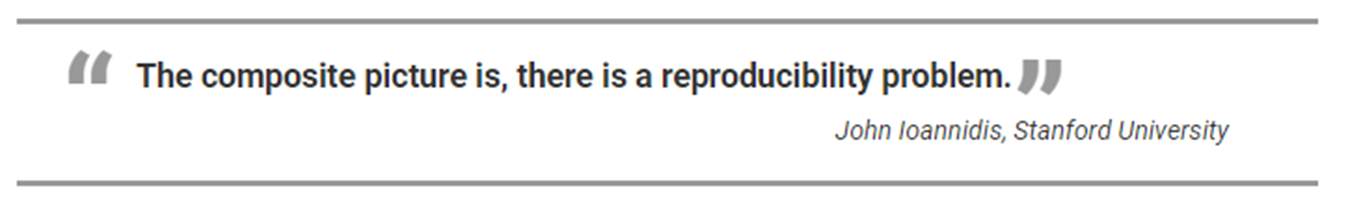 “The composite picture is, there is a reproducibility problem.”
John Ioannidis, Stanford University